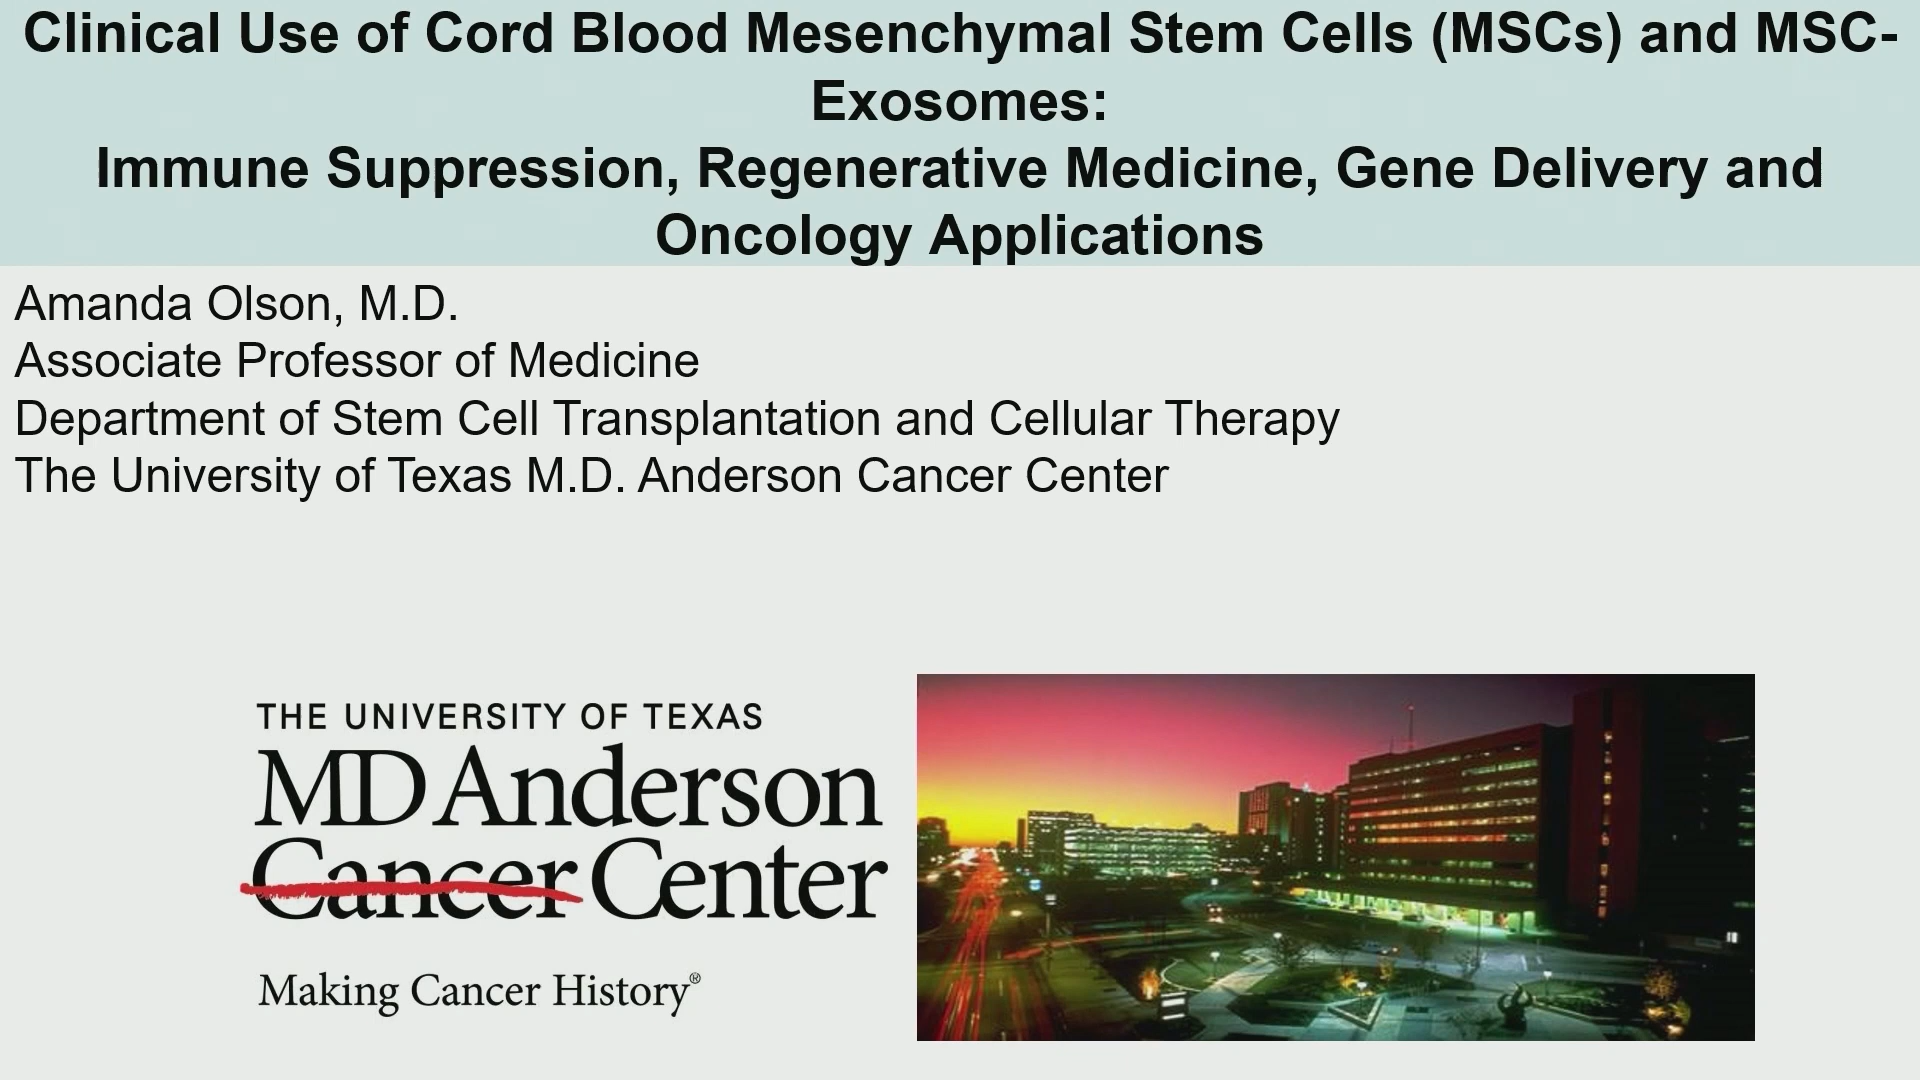 Clinical Use of Cord Blood Mesenchymal Stem Cells (MSCs) and MSC-
Exosomes:
Immune Suppression, Regenerative Medicine, Gene Delivery and
Oncology Applications
Amanda Olson, M.D.
Associate Professor of Medicine
Department of Stem Cell Transplantation and Cellular Therapy
The University of Texas M.D. Anderson Cancer Center
THE UNIVERSITY OF TEXAS
MD Anderson
Cancer Center
Making Cancer History®